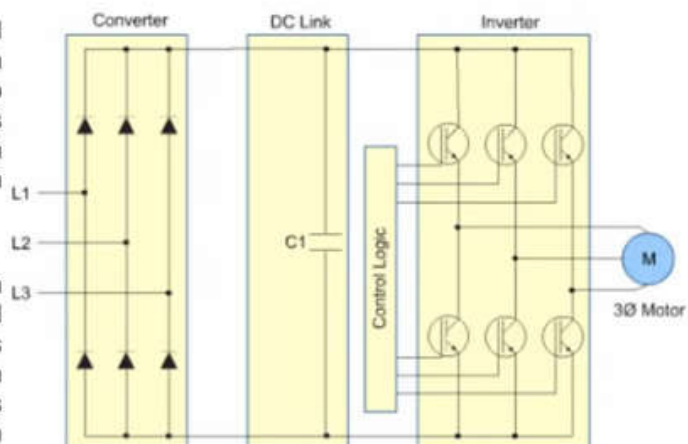 Converter
DC Link
Inverter
L1
L2
L3
C1
Control Logic
M
3Ø Motor